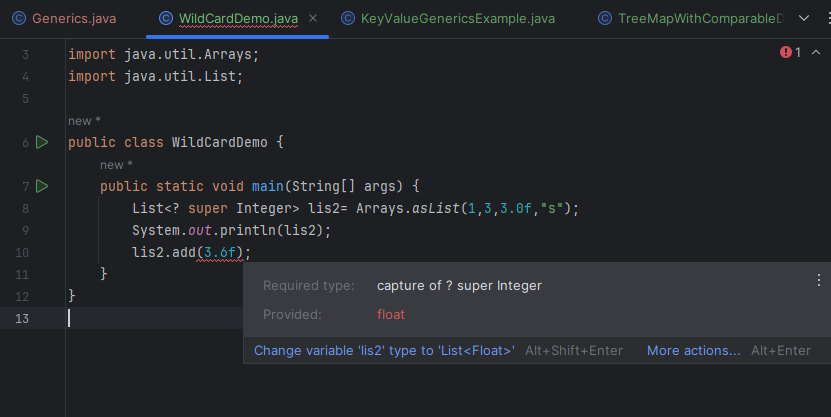 Generics.java WildCardDemo.java × KeyValueGenericsExample.java TreeMapWithComparableD
3 import java.util.Arrays; 1
4 import java.util.List;
5
new *
6 public class WildCardDemo {
new *
7 public static void main(String[] args) {
8 List<? super Integer> lis2= Arrays.asList(1,3,3.0f,"s");
9 System.out.println(lis2);
10 lis2.add(3.6f);
11 }
12 }
13
Required type: capture of ? super Integer
Provided: float
Change variable 'lis2' type to 'List<Float>' Alt+Shift+Enter More actions... Alt+Enter